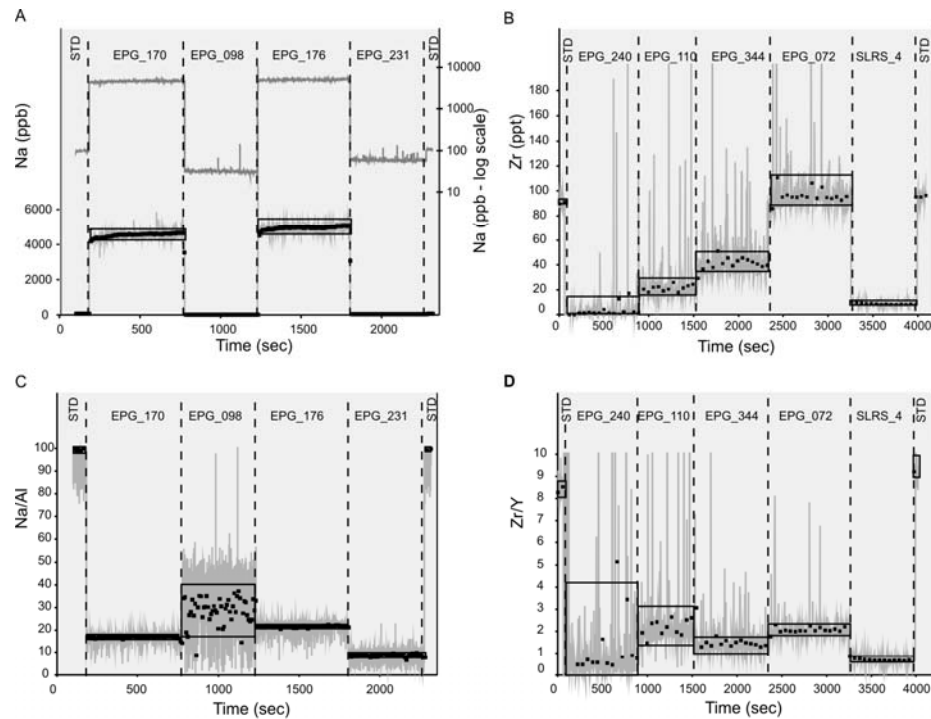 A
STD
EPG_170
EPG_098
EPG_176
EPG_231
STD
Na (ppb)
6000
4000
2000
0
10000
1000
100
10
Na (ppb - log scale)
0
500
1000
1500
2000
Time (sec)
B
STD
EPG_240
EPG_110
EPG_344
EPG_072
SLRS_4
STD
Zr (ppt)
180
160
140
120
100
80
60
40
20
0
0
500
1000
1500
2000
2500
3000
3500
4000
Time (sec)
C
STD
EPG_170
EPG_098
EPG_176
EPG_231
STD
Na/Al
100
90
80
70
60
50
40
30
20
10
0
0
500
1000
1500
2000
Time (sec)
D
STD
EPG_240
EPG_110
EPG_344
EPG_072
SLRS_4
STD
Zr/Y
10
9
8
7
6
5
4
3
2
1
0
0
500
1000
1500
2000
2500
3000
3500
4000
Time (sec)